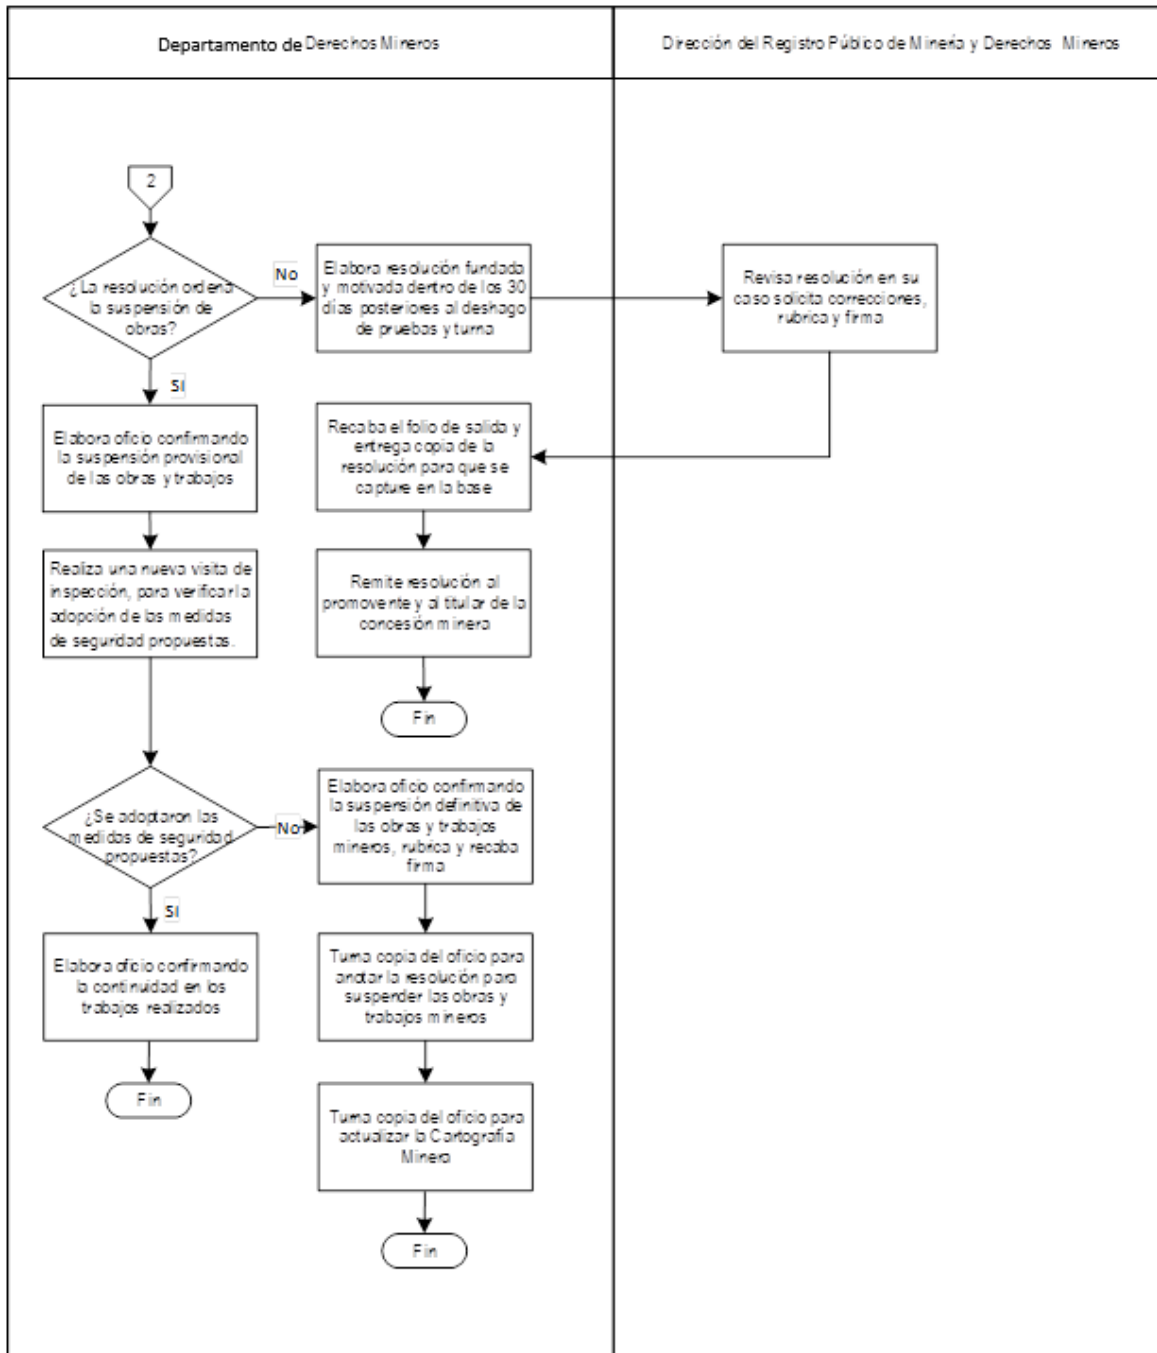 Departamento de Derechos Mineros
Dirección del Registro Público de Minería y Derechos Mineros
2
¿La resolución ordena
la suspensión de
obras?
No
Elabora resolución fundada
y motivada dentro de los 30
días posteriores al deshago
de pruebas y turna
Revisa resolución en su
caso solicita correcciones,
rubrica y firma
SI
Elabora oficio confirmando
la suspensión provisional
de las obras y trabajos
Recaba el folio de salida y
entrega copia de la
resolución para que se
capture en la base
Realiza una nueva visita de
inspección, para verificar la
adopción de las medidas
de seguridad propuestas.
Remite resolución al
promovente y al titular de la
concesión minera
Fin
¿Se adoptaron las
medidas de seguridad
propuestas?
No
Elabora oficio confirmando
la suspensión definitiva de
las obras y trabajos
mineros, rubrica y recaba
firma
SI
Elabora oficio confirmando
la continuidad en los
trabajos realizados
Turna copia del oficio para
anotar la resolución para
suspender las obras y
trabajos mineros
Fin
Turna copia del oficio para
actualizar la Cartografía
Minera
Fin